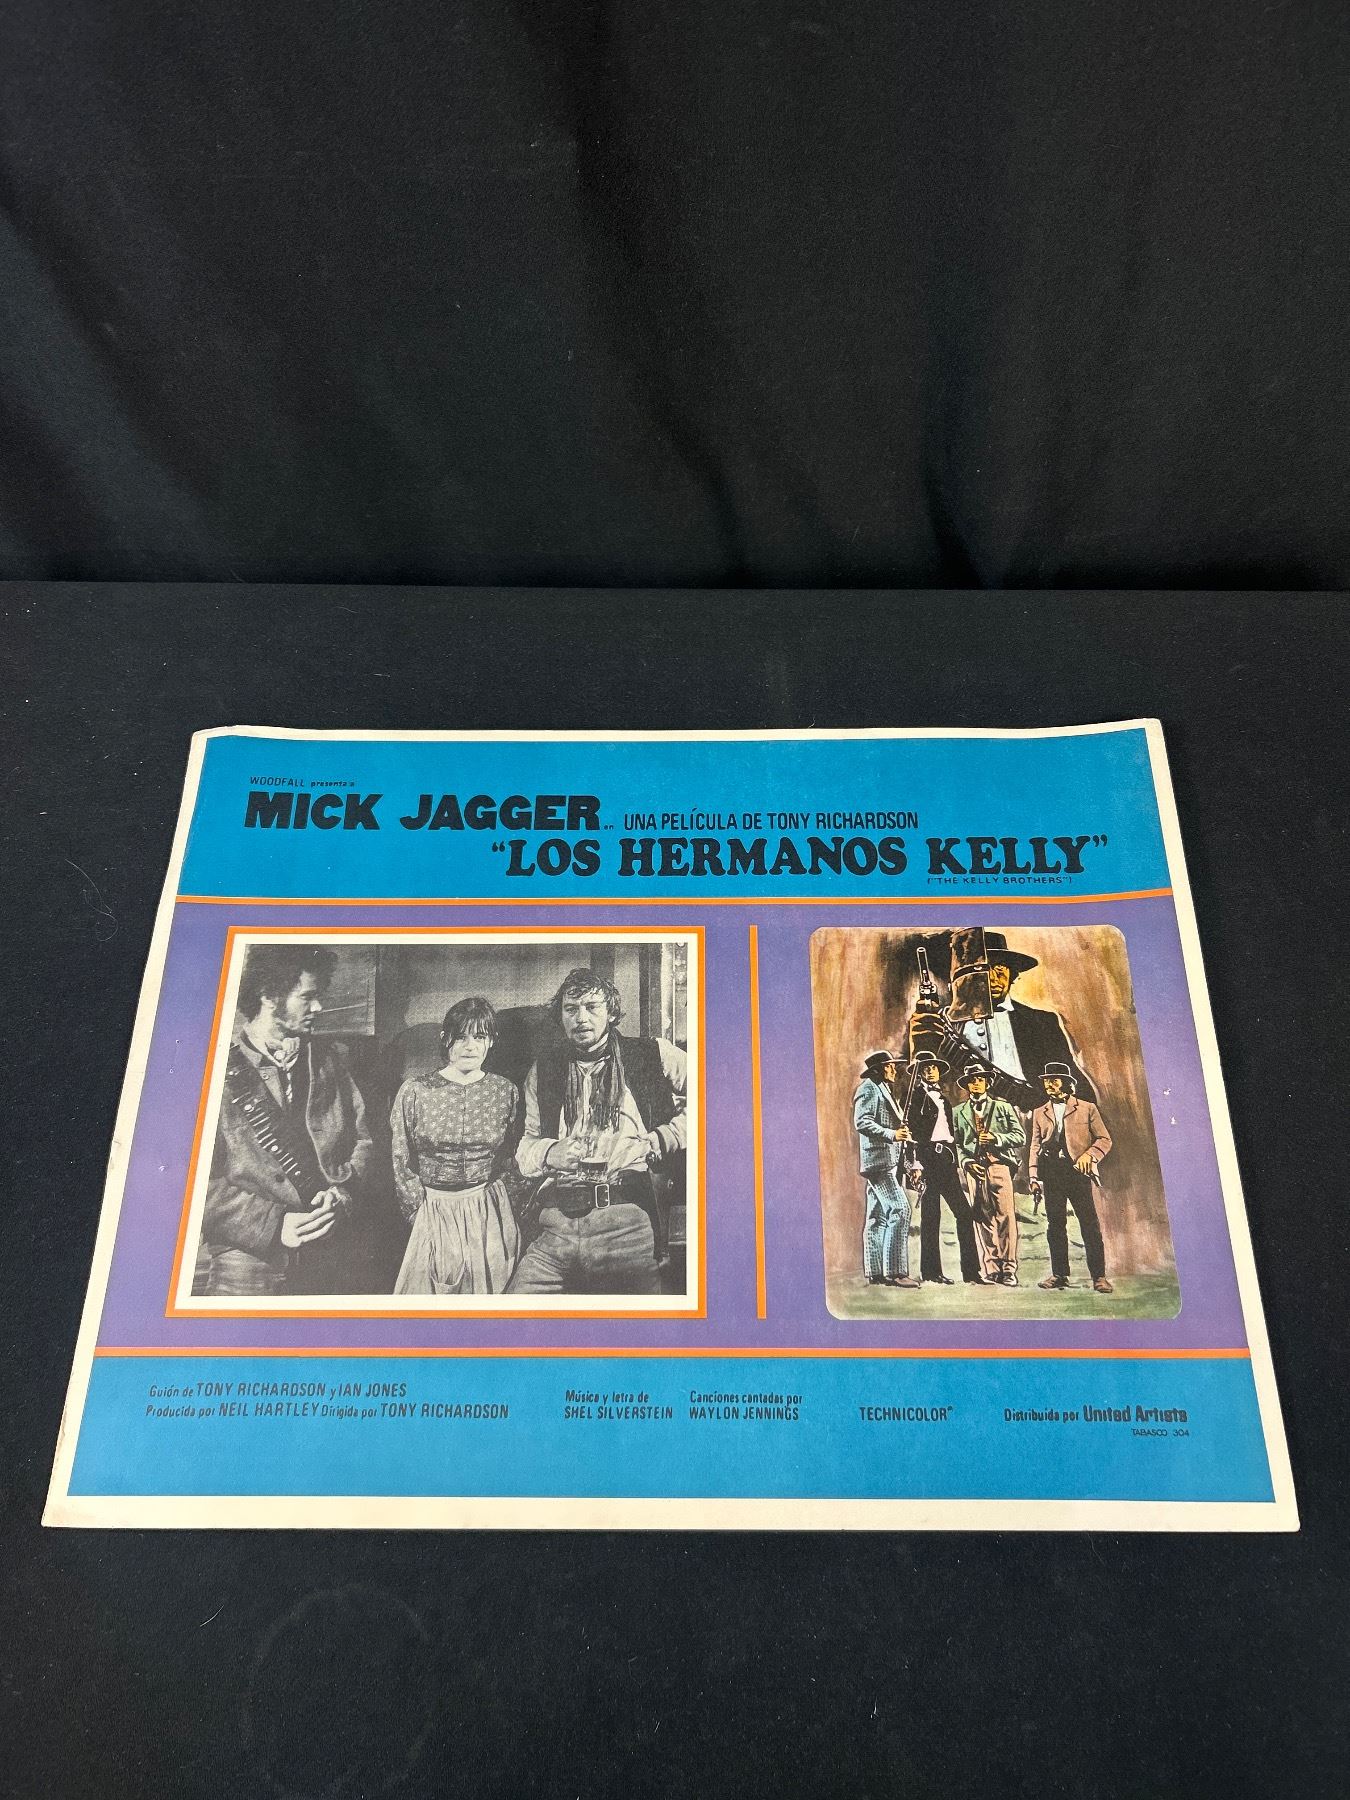 WOODFALL presenta a
MICK JAGGER en UNA PELÍCULA DE TONY RICHARDSON
"LOS HERMANOS KELLY"
("THE KELLY BROTHERS")
Guión de TONY RICHARDSON y IAN JONES
Producida por NEIL HARTLEY Dirigida por TONY RICHARDSON
Música y letra de
SHEL SILVERSTEIN
Canciones cantadas por
WAYLON JENNINGS
TECHNICOLOR®
Distribuida por United Artists
TABASCO 304